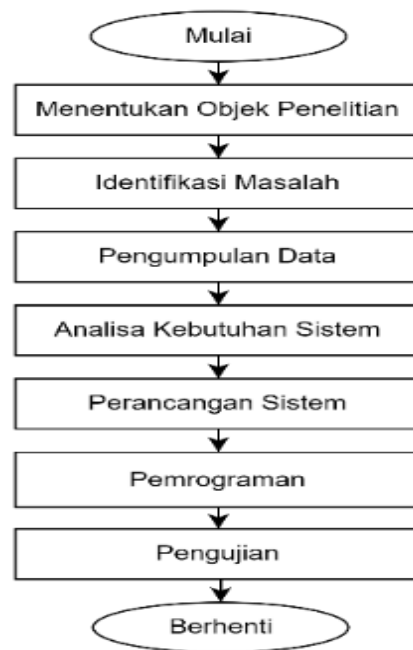 Mulai
Menentukan Objek Penelitian
Identifikasi Masalah
Pengumpulan Data
Analisa Kebutuhan Sistem
Perancangan Sistem
Pemrograman
Pengujian
Berhenti